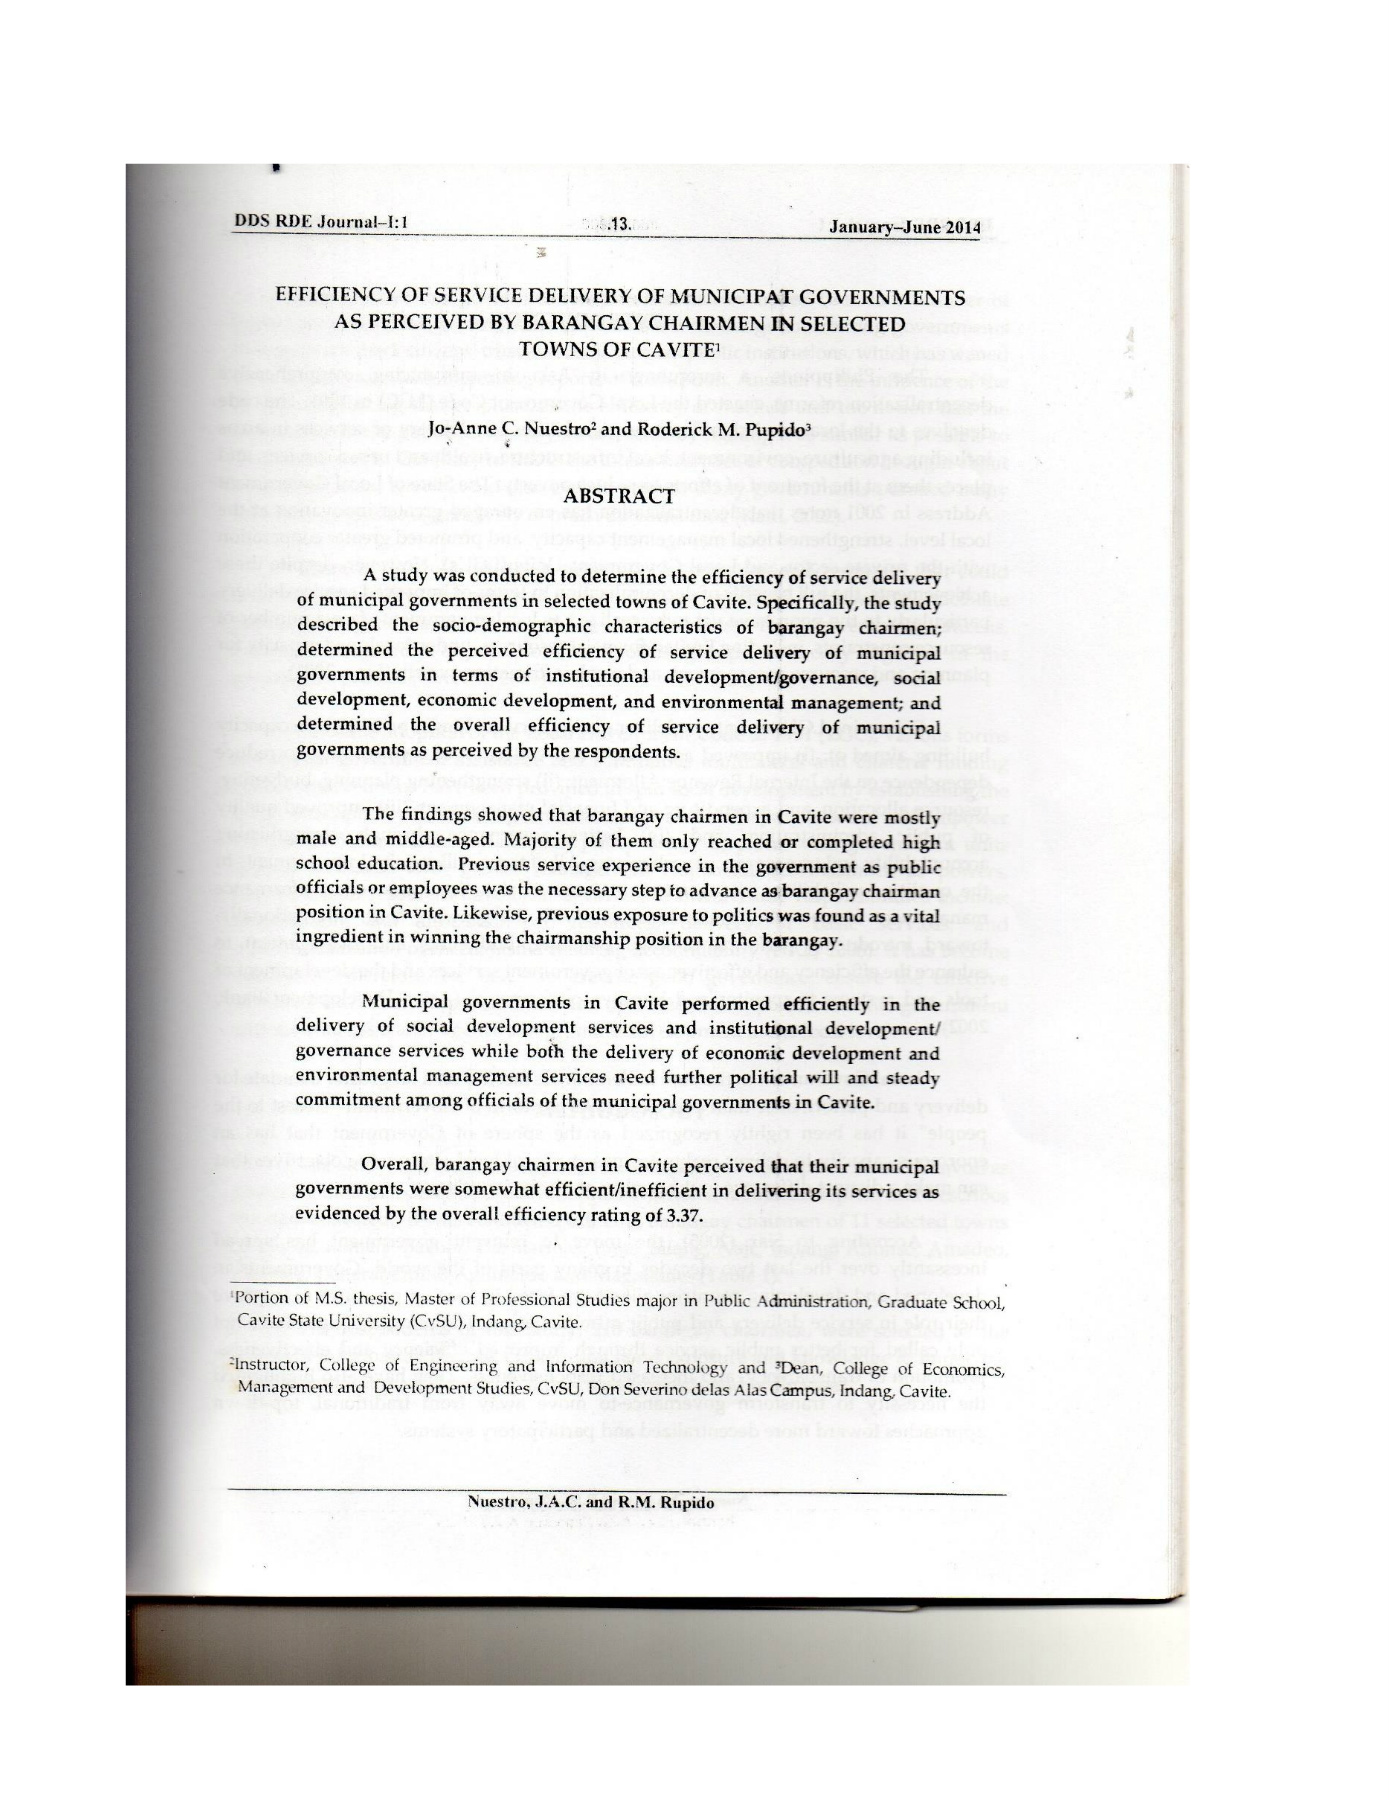 DDS RDE Journal–I:1 .13. January–June 2014
EFFICIENCY OF SERVICE DELIVERY OF MUNICIPAT GOVERNMENTS
AS PERCEIVED BY BARANGAY CHAIRMEN IN SELECTED
TOWNS OF CAVITE¹
Jo-Anne C. Nuestro² and Roderick M. Pupido³
ABSTRACT
A study was conducted to determine the efficiency of service delivery
of municipal governments in selected towns of Cavite. Specifically, the study
described the socio-demographic characteristics of barangay chairmen;
determined the perceived efficiency of service delivery of municipal
governments in terms of institutional development/governance, social
development, economic development, and environmental management; and
determined the overall efficiency of service delivery of municipal
governments as perceived by the respondents.
The findings showed that barangay chairmen in Cavite were mostly
male and middle-aged. Majority of them only reached or completed high
school education. Previous service experience in the government as public
officials or employees was the necessary step to advance as barangay chairman
position in Cavite. Likewise, previous exposure to politics was found as a vital
ingredient in winning the chairmanship position in the barangay.
Municipal governments in Cavite performed efficiently in the
delivery of social development services and institutional development/
governance services while both the delivery of economic development and
environmental management services need further political will and steady
commitment among officials of the municipal governments in Cavite.
Overall, barangay chairmen in Cavite perceived that their municipal
governments were somewhat efficient/inefficient in delivering its services as
evidenced by the overall efficiency rating of 3.37.
¹Portion of M.S. thesis, Master of Professional Studies major in Public Administration, Graduate School,
Cavite State University (CvSU), Indang, Cavite.
²Instructor, College of Engineering and Information Technology and ³Dean, College of Economics,
Management and Development Studies, CvSU, Don Severino delas Alas Campus, Indang, Cavite.
Nuestro, J.A.C. and R.M. Rupido